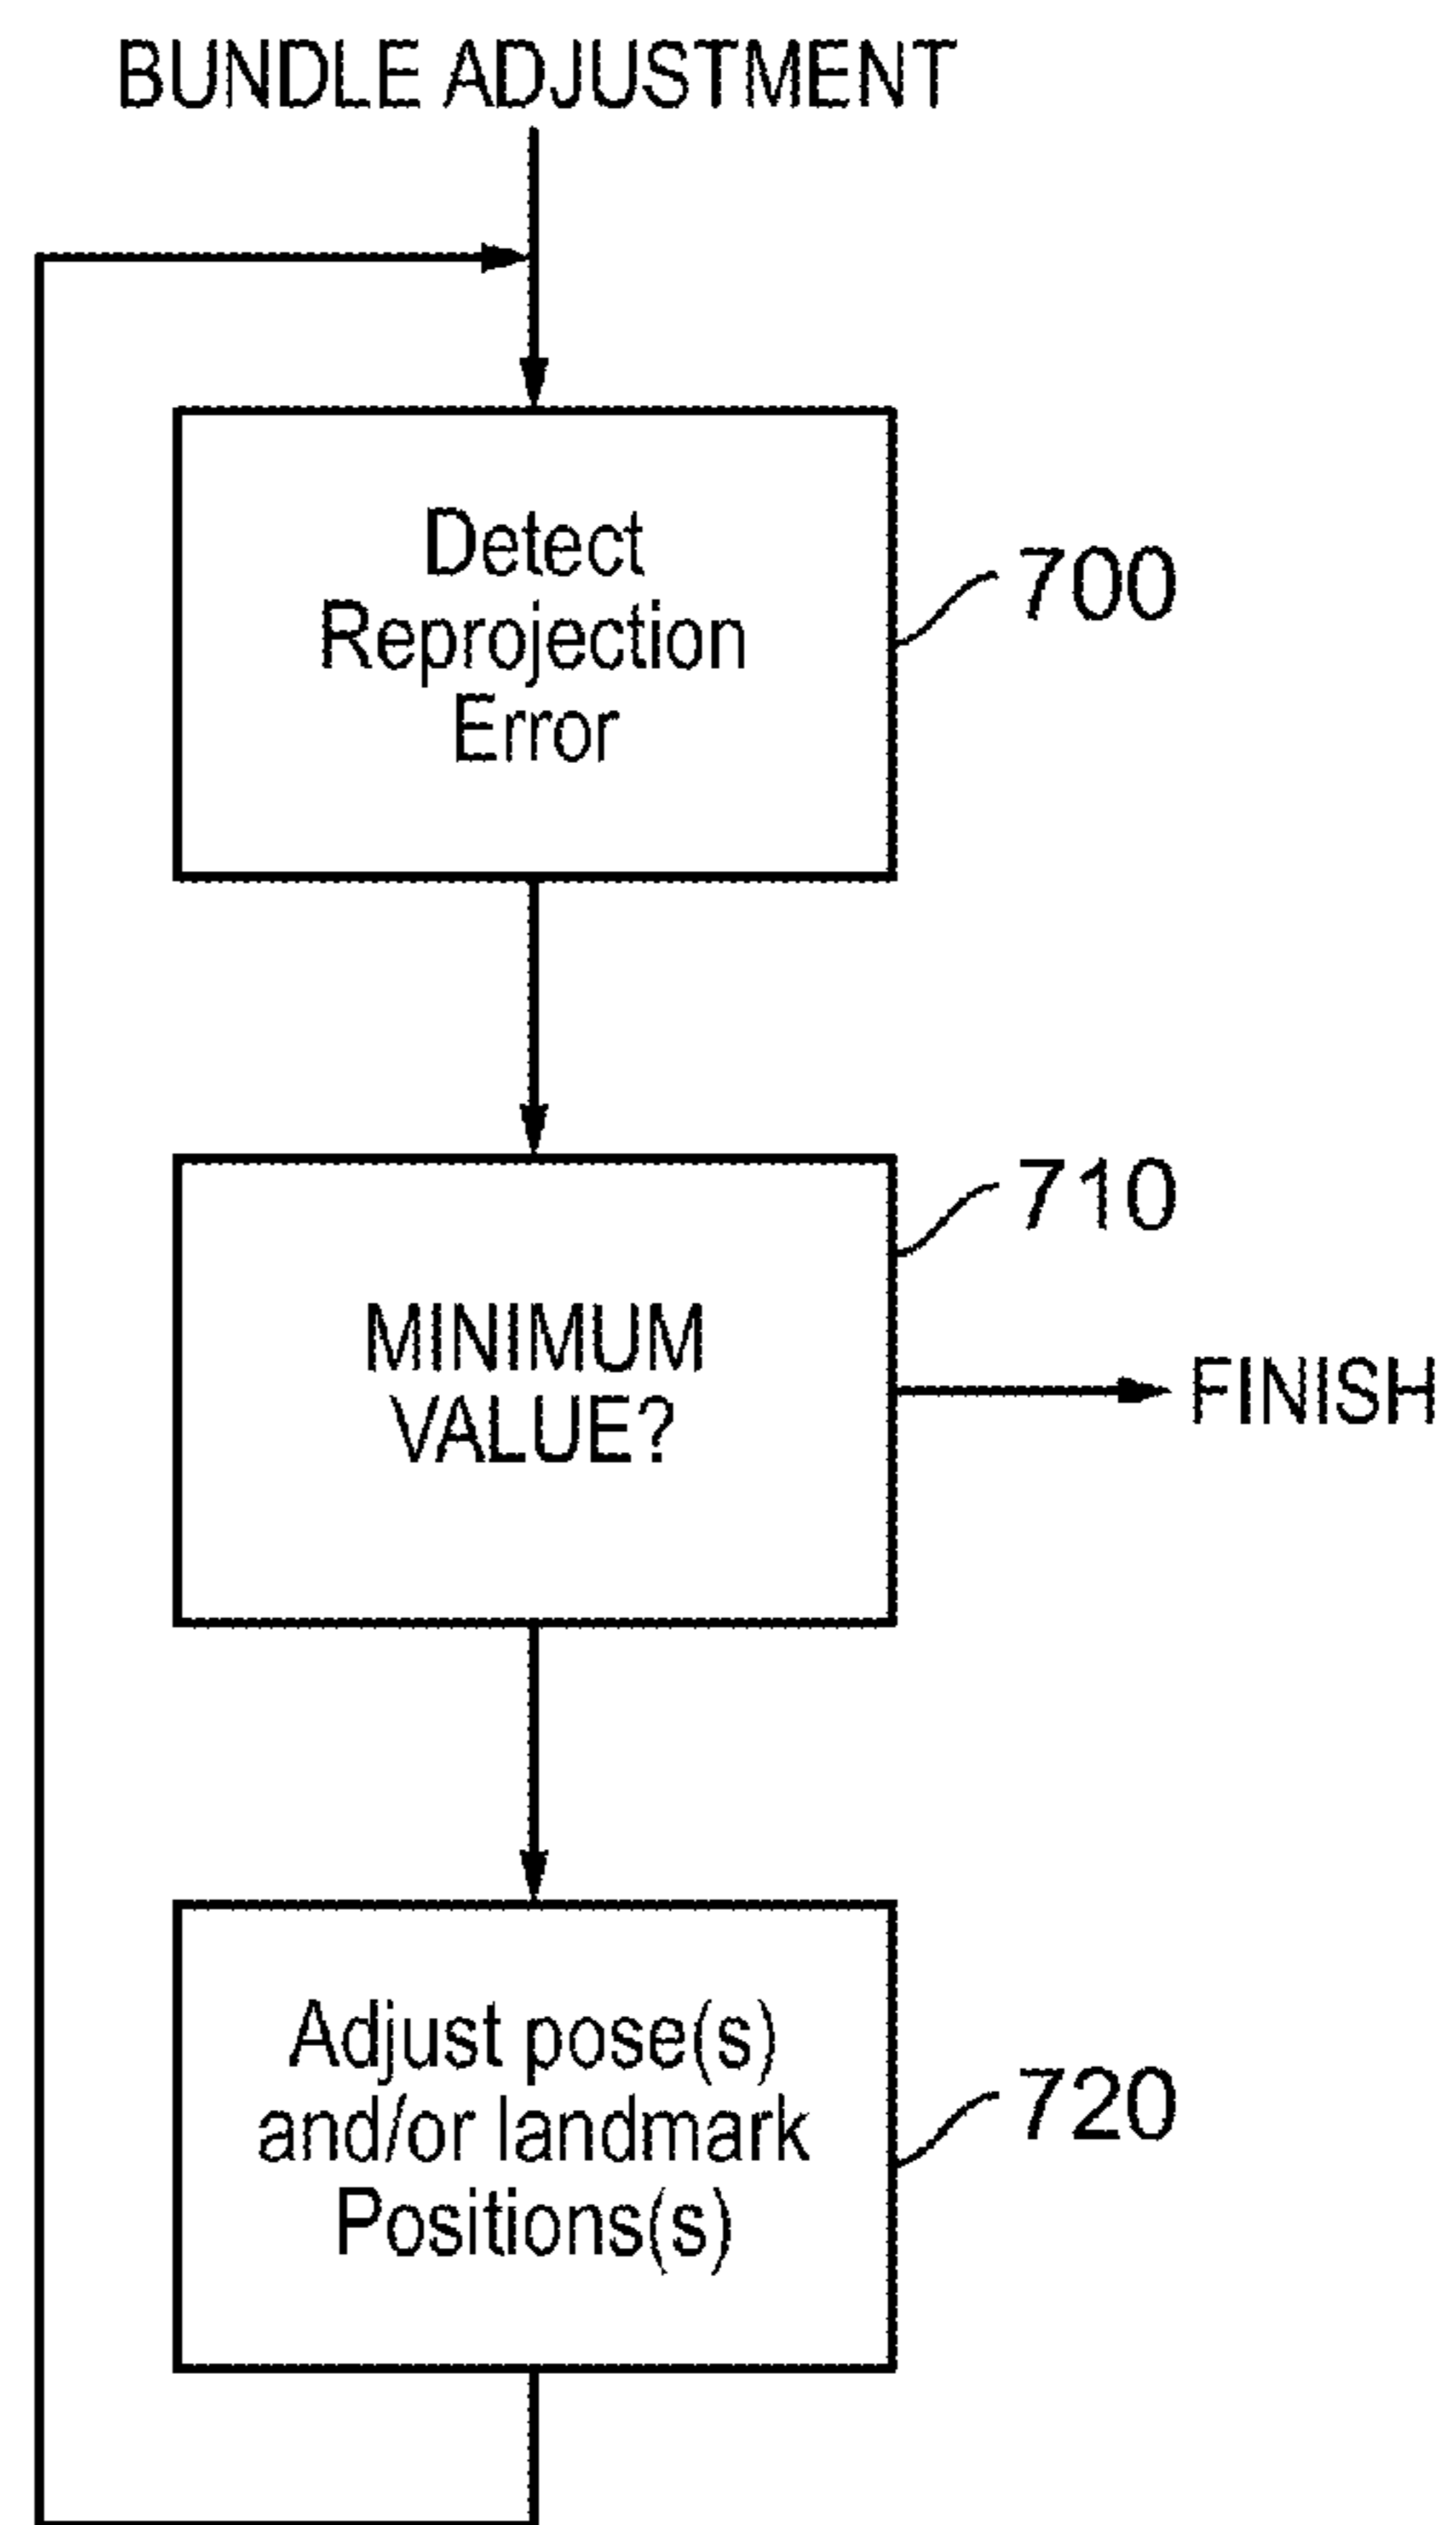 BUNDLE ADJUSTMENT
Detect
Reprojection
Error
700
MINIMUM
VALUE?
710
FINISH
Adjust pose(s)
and/or landmark
Positions(s)
720